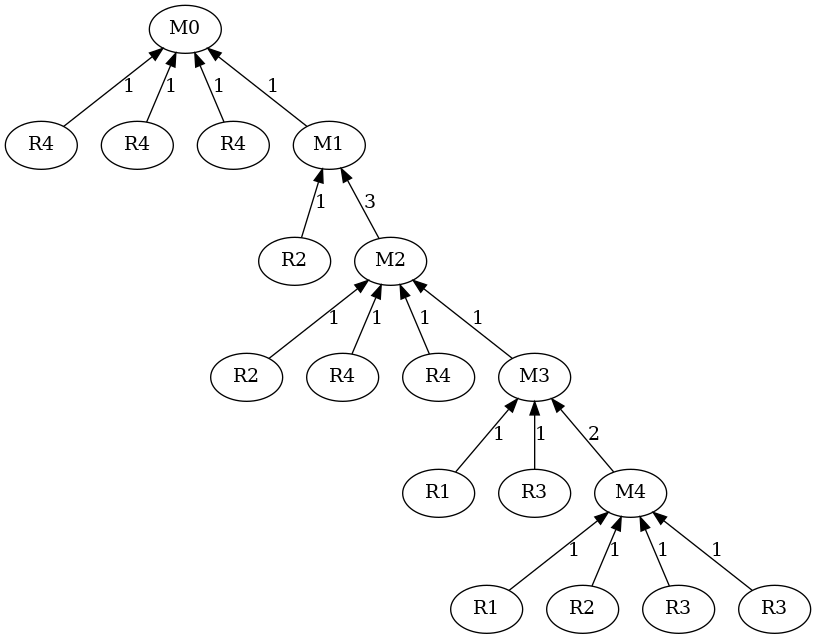 M0
1 1 1 1
R4 R4 R4 M1
1 3
R2 M2
1 1 1 1
R2 R4 R4 M3
1 1 2
R1 R3 M4
1 1 1 1
R1 R2 R3 R3